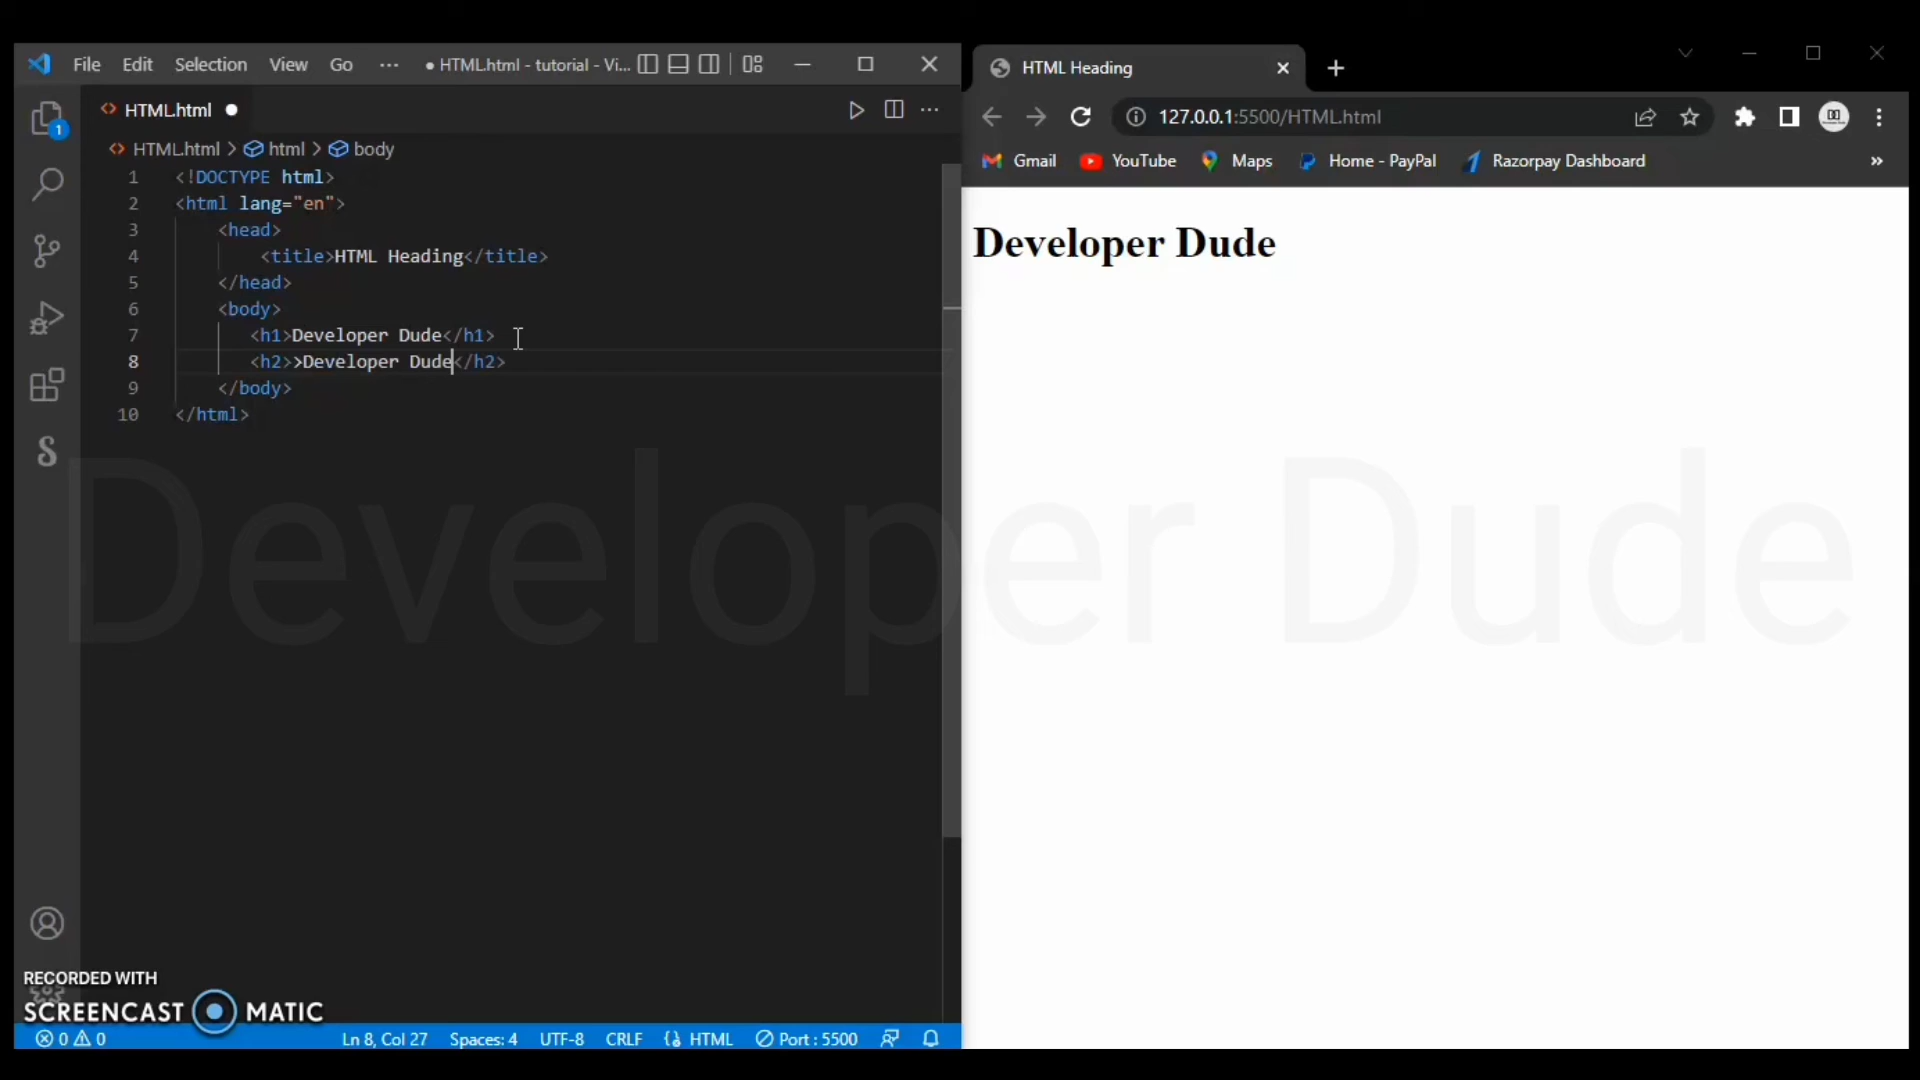 File Edit Selection View Go ··· ● HTML.html - tutorial - Vi...
HTML.html
HTML.html > html > body
1 <!DOCTYPE html>
2 <html lang="en">
3 <head>
4 <title>HTML Heading</title>
5 </head>
6 <body>
7 <h1>Developer Dude</h1>
8 <h2>>Developer Dude</h2>
9 </body>
10 </html>
1
RECORDED WITH
SCREENCAST MATIC
0 0 Ln 8, Col 27 Spaces: 4 UTF-8 CRLF HTML Port : 5500
HTML Heading
127.0.0.1:5500/HTML.html
Gmail YouTube Maps Home - PayPal Razorpay Dashboard »
Developer Dude
Developer Dude